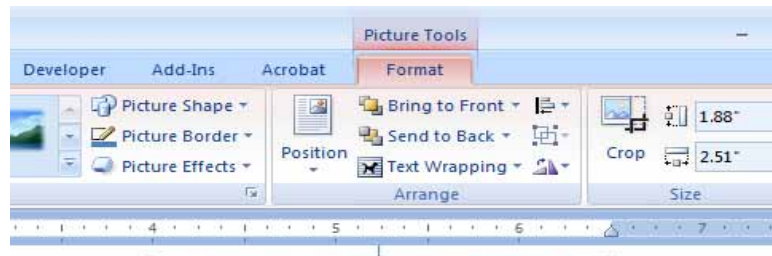 Picture Tools
Developer Add-Ins Acrobat Format
Picture Shape
Picture Border
Picture Effects
Position
Bring to Front
Send to Back
Text Wrapping
Arrange
Crop
1.88"
2.51"
Size
4 5 6 7